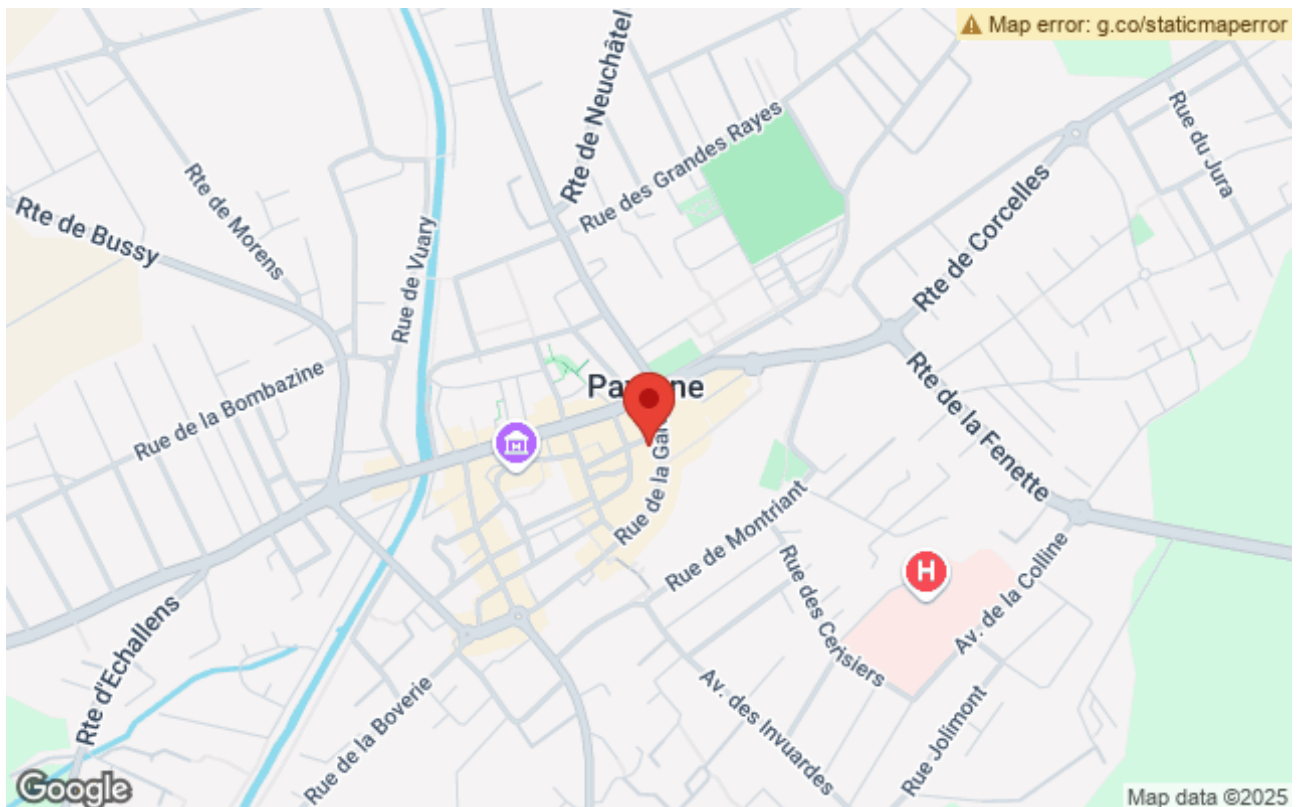 Map error: g.co/staticmaperror
Rte de Neuchâtel
Rue des Grandes Rayes
Rue du Jura
Rte de Morens
Rte de Bussy
Rue de Vuary
Rte de Corcelles
Rue de la Bombazine
Rte de la Fenette
H
Rue de la
Rue de Montriant
Rue des Cerisiers
H
Av. de la Colline
Rte d'Echallens
Rue de la Boverie
Av. des Invuardes
Rue Jolimont
Google
Map data ©2025